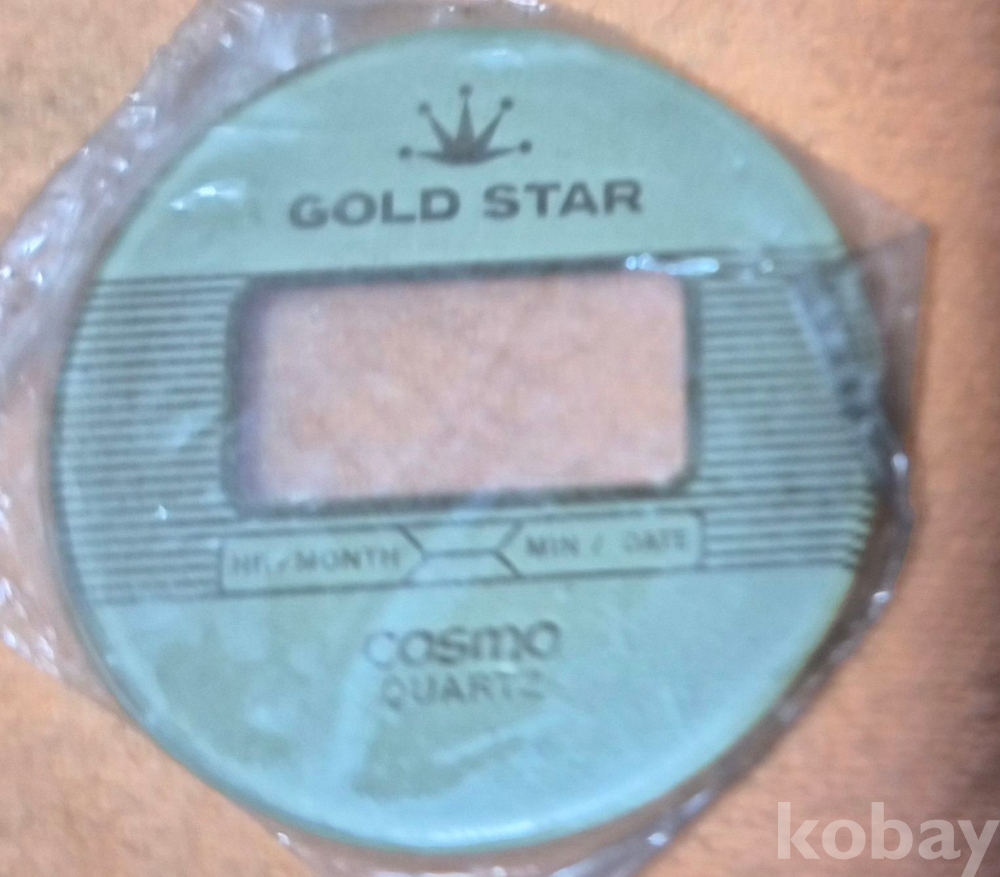 GOLD STAR
HR / MONTH MIN / DATE
cosmo
QUARTZ
kobay